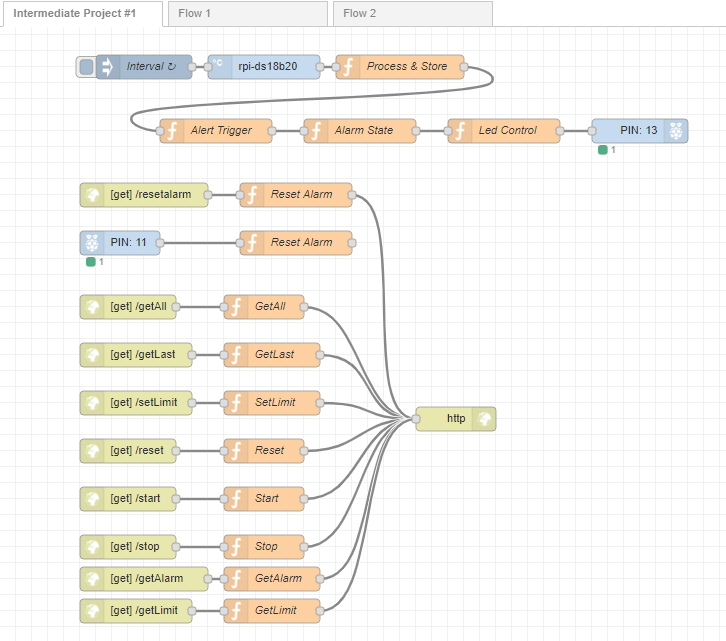 Intermediate Project #1 Flow 1 Flow 2
Interval ↻ °C rpi-ds18b20 Process & Store
Alert Trigger Alarm State Led Control PIN: 13
1
[get] /resetalarm Reset Alarm
PIN: 11 Reset Alarm
1
[get] /getAll GetAll
[get] /getLast GetLast
[get] /setLimit SetLimit
http
[get] /reset Reset
[get] /start Start
[get] /stop Stop
[get] /getAlarm GetAlarm
[get] /getLimit GetLimit